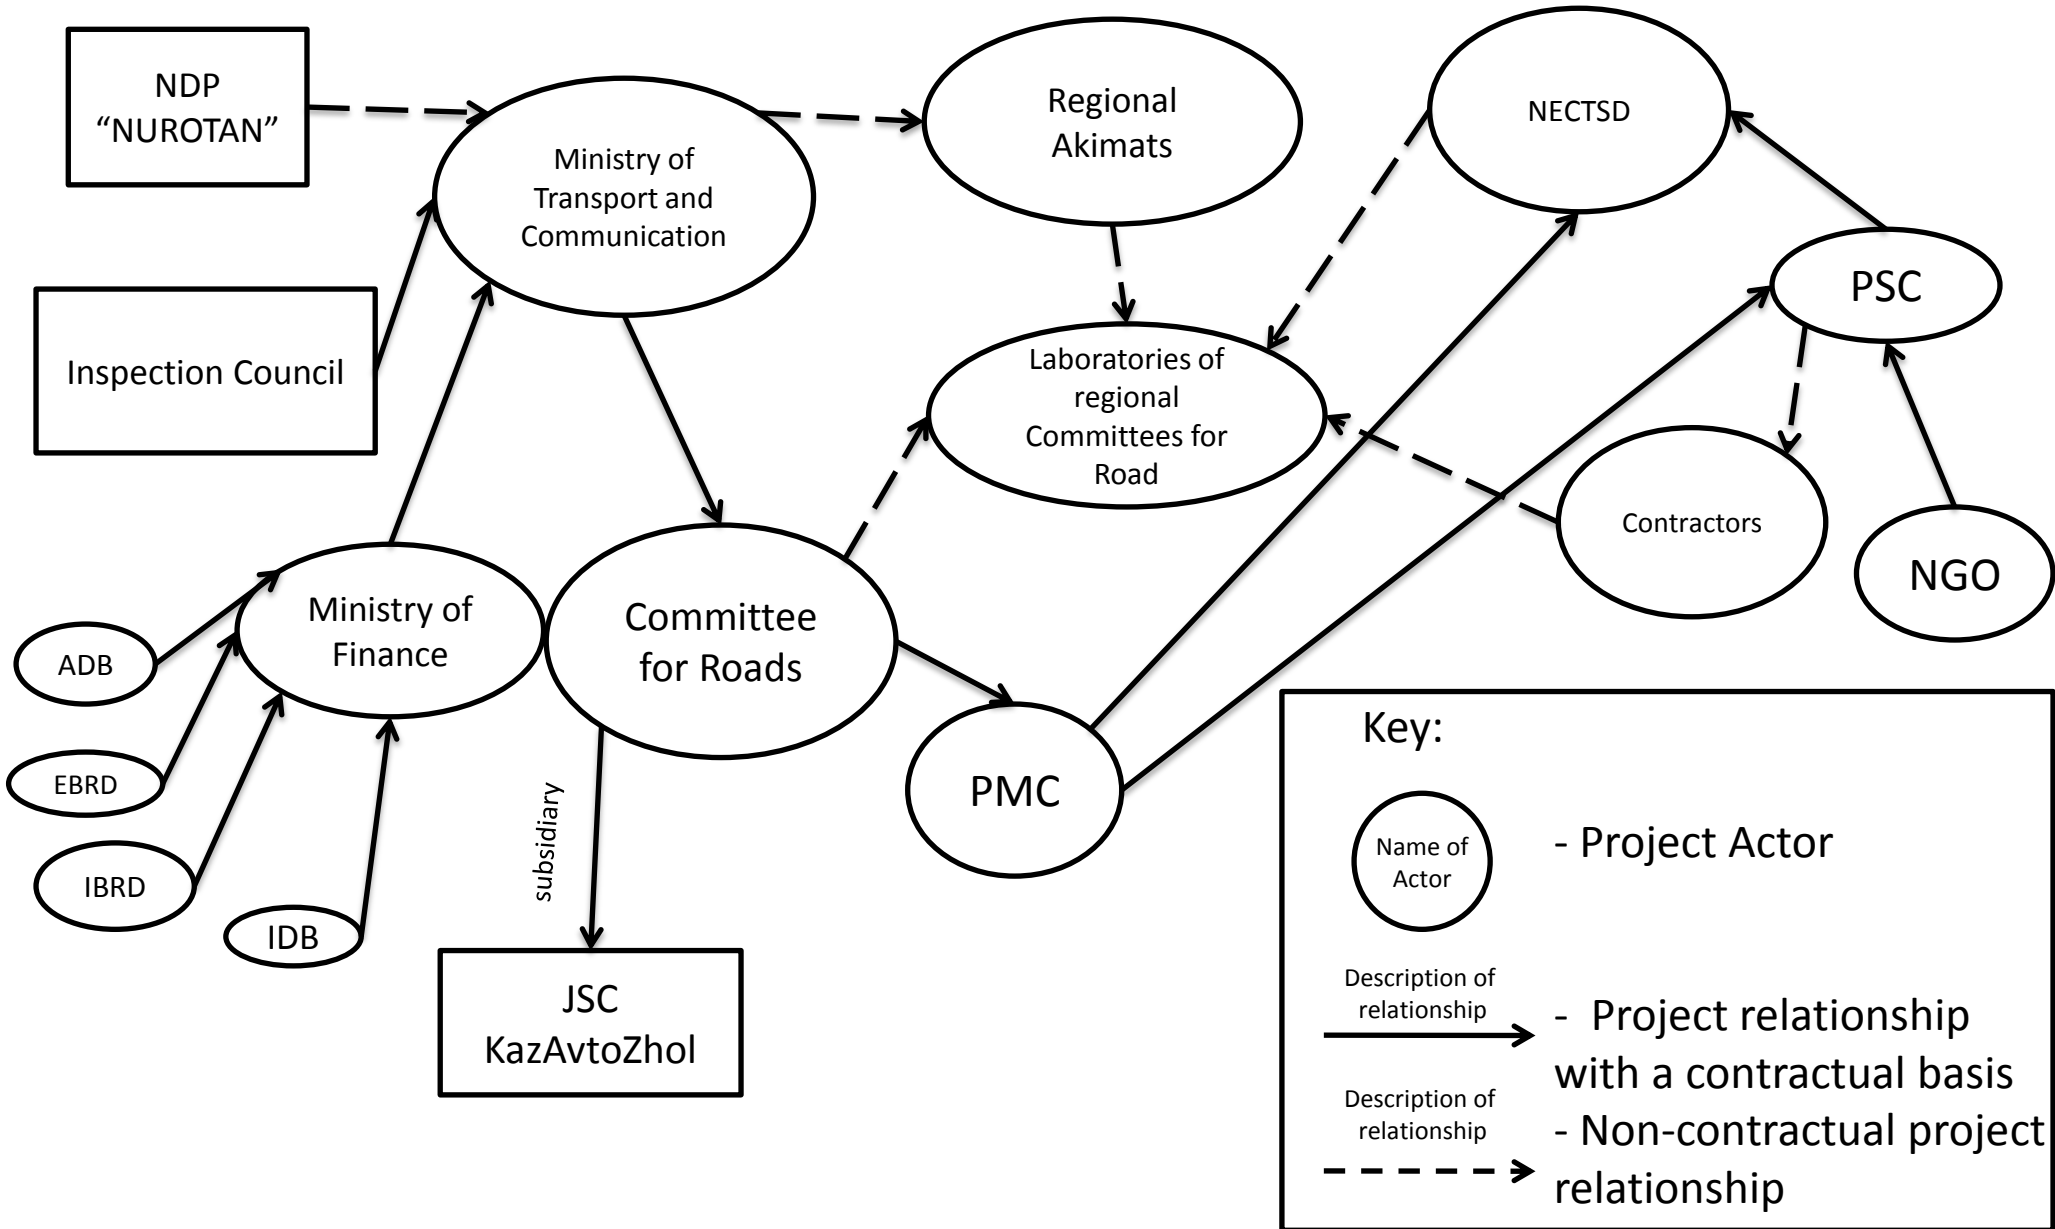 NDP
“NUROTAN”
Ministry of
Transport and
Communication
Regional
Akimats
NECTSD
Inspection Council
PSC
Laboratories of
regional
Committees for
Road
Contractors
NGO
Ministry of
Finance
Committee
for Roads
ADB
EBRD
IBRD
IDB
subsidiary
PMC
JSC
KazAvtoZhol
Key:
Name of
Actor
- Project Actor
Description of
relationship
- Project relationship
with a contractual basis
Description of
relationship
- Non-contractual project
relationship